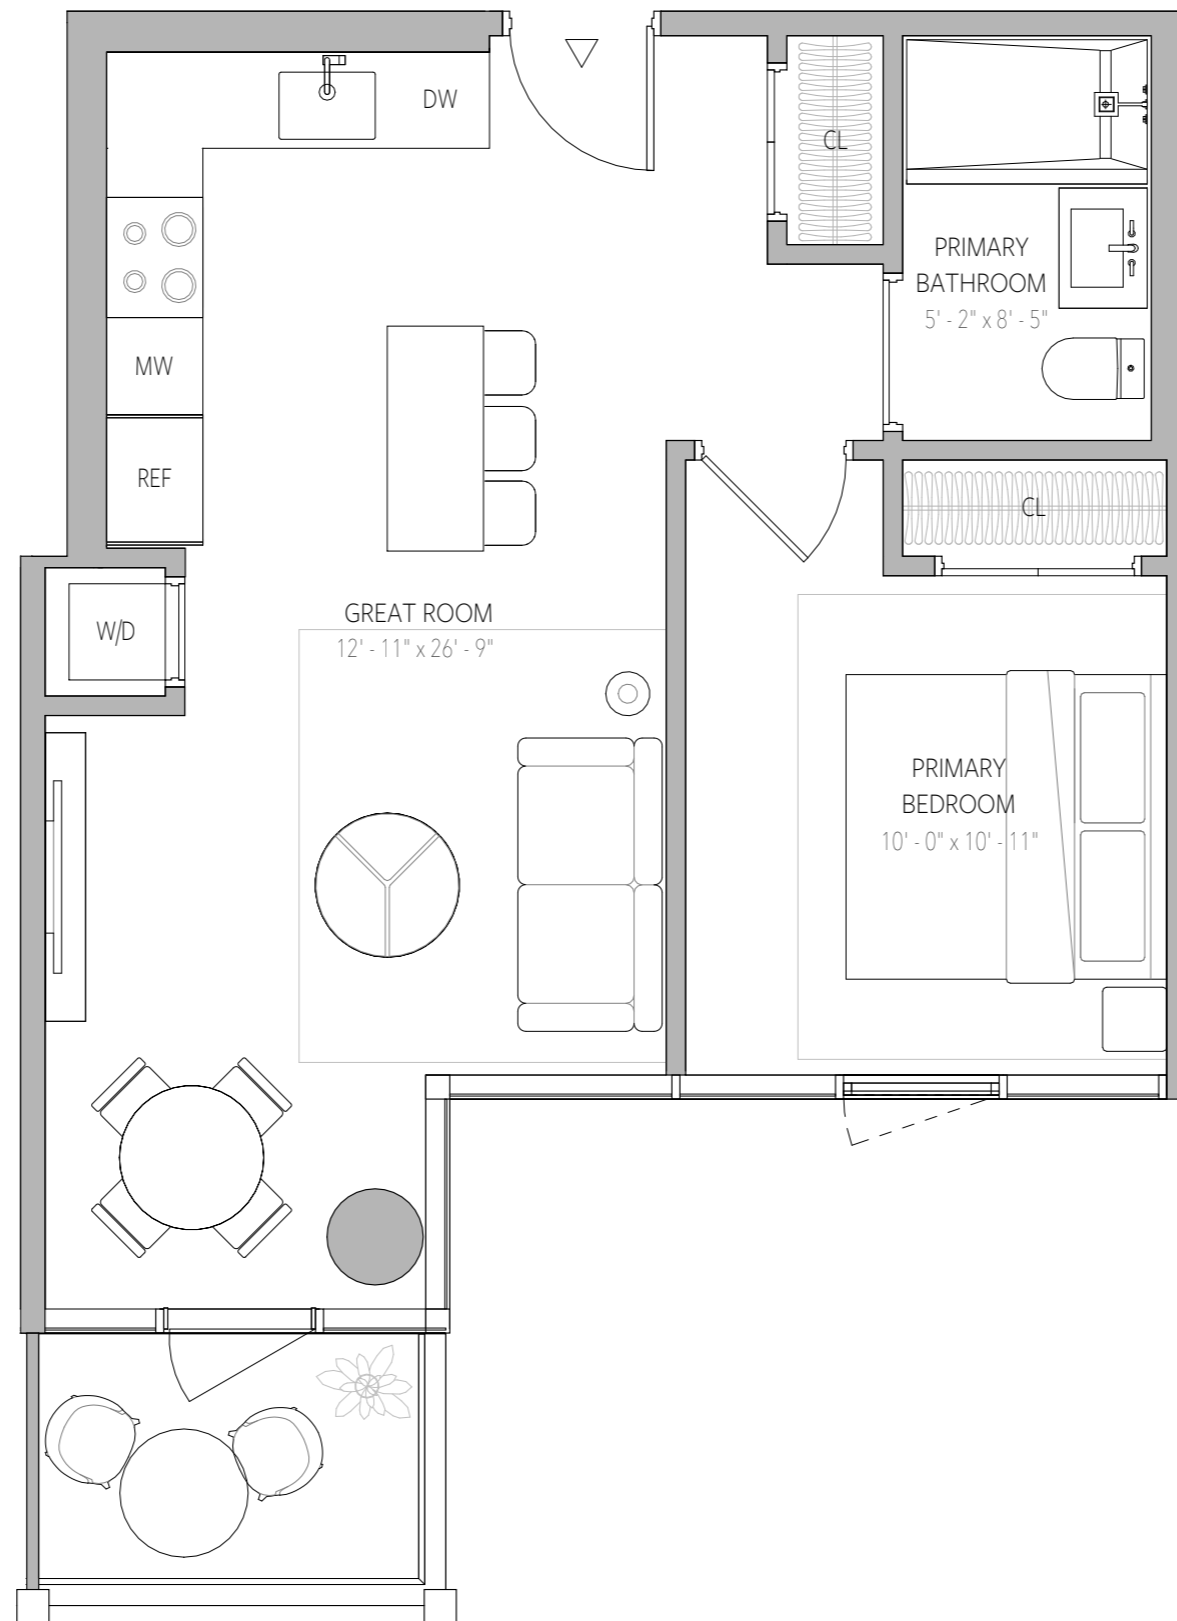 DW
CL
PRIMARY
BATHROOM
5' - 2" x 8' - 5"
MW
REF
CL
GREAT ROOM
12' - 11" x 26' - 9"
W/D
PRIMARY
BEDROOM
10' - 0" x 10' - 11"